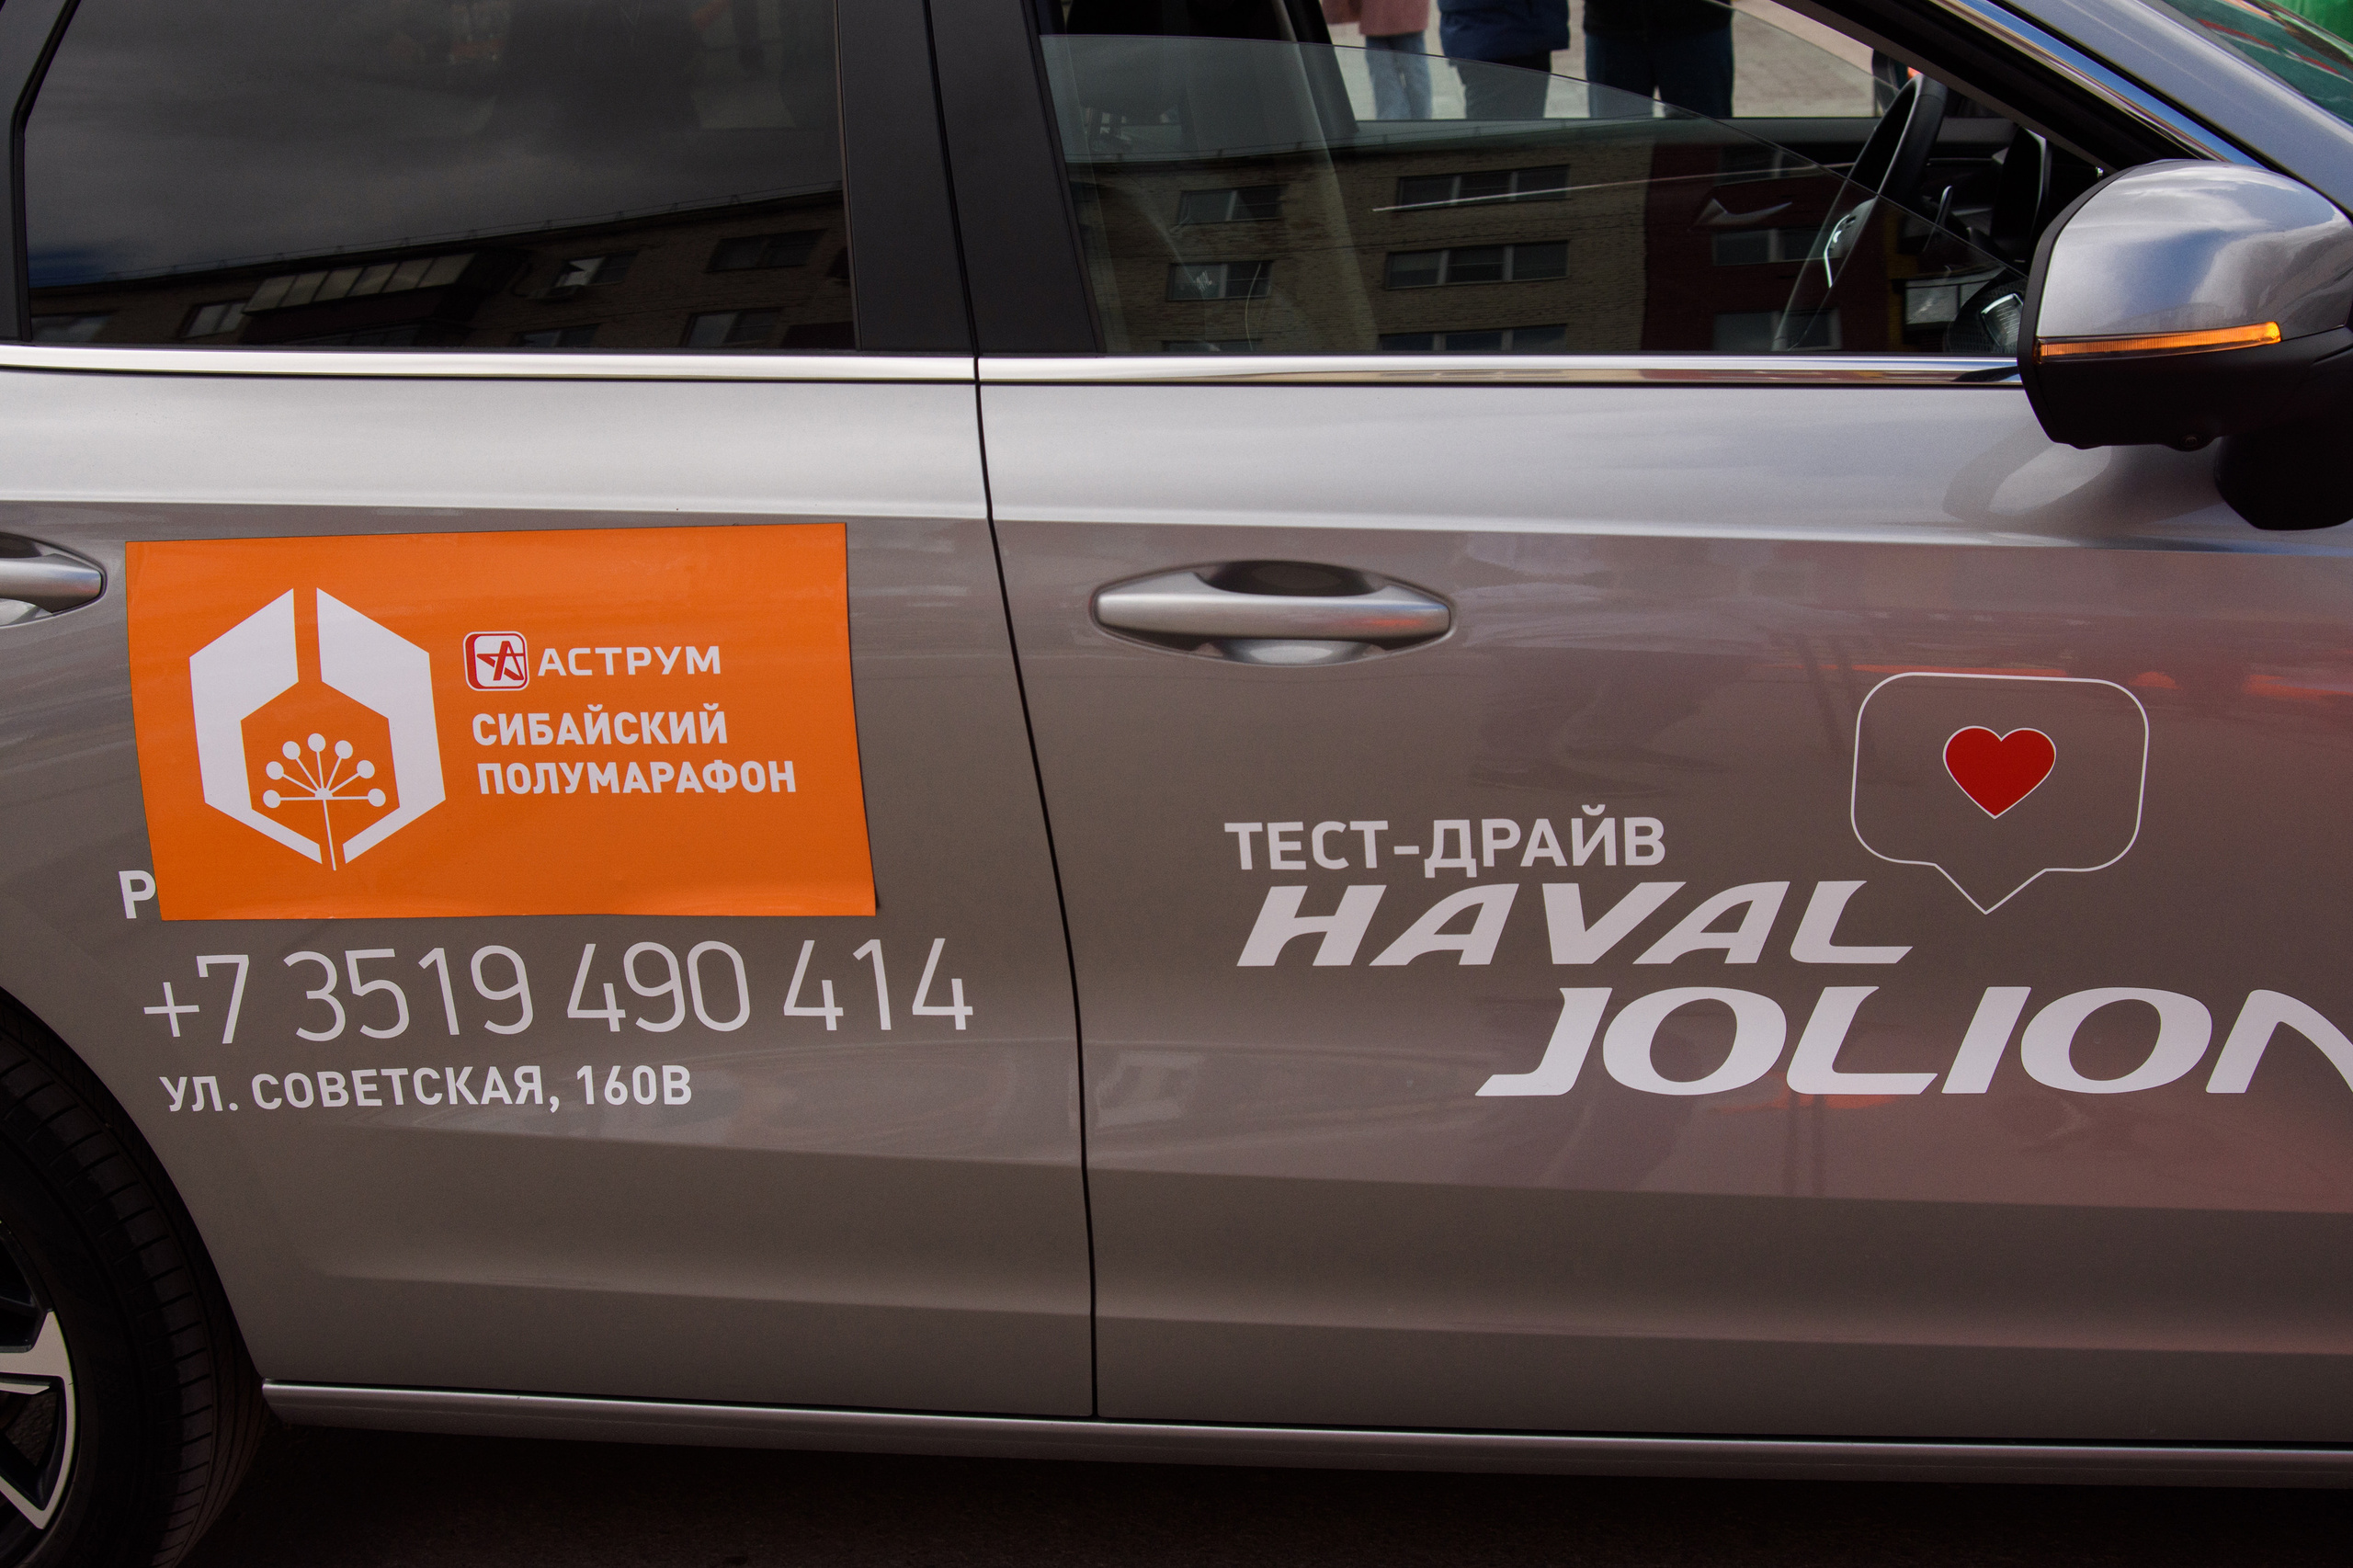 АСТРУМ
СИБАЙСКИЙ
ПОЛУМАРАФОН
+7 3519 490 414
УЛ. СОВЕТСКАЯ, 160В
ТЕСТ-ДРАЙВ
HAVAL
JOLION